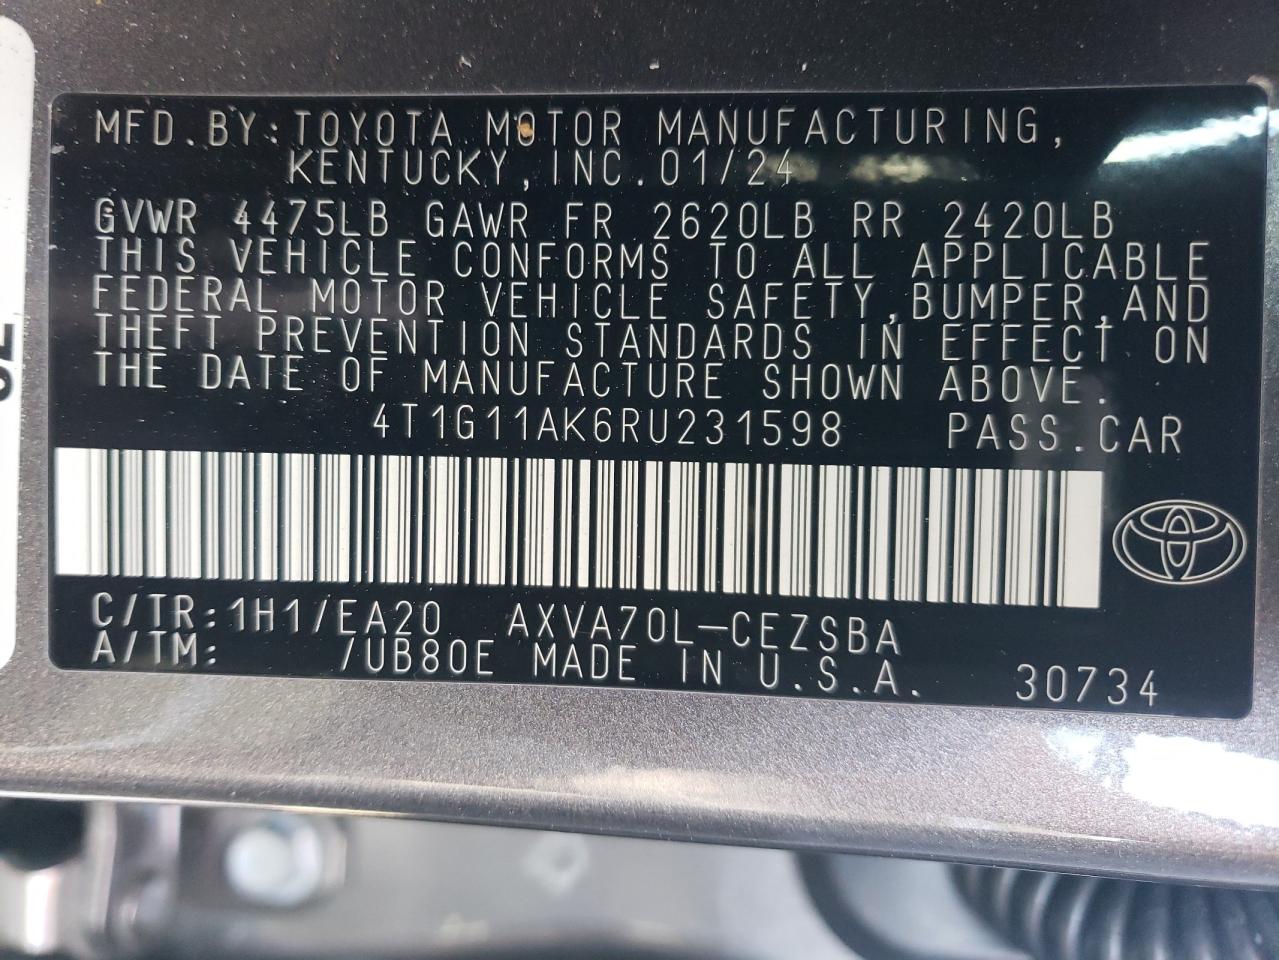 MFD.BY:TOYOTA MOTOR MANUFACTURING,
KENTUCKY,INC.01/24
GVWR 4475LB GAWR FR 2620LB RR 2420LB
THIS VEHICLE CONFORMS TO ALL APPLICABLE
FEDERAL MOTOR VEHICLE SAFETY,BUMPER,AND
THEFT PREVENTION STANDARDS IN EFFECT ON
THE DATE OF MANUFACTURE SHOWN ABOVE.
4T1G11AK6RU231598 PASS.CAR
C/TR:1H1/EA20 AXVA70L-CEZSBA
A/TM: /UB80E MADE IN U.S.A. 30734